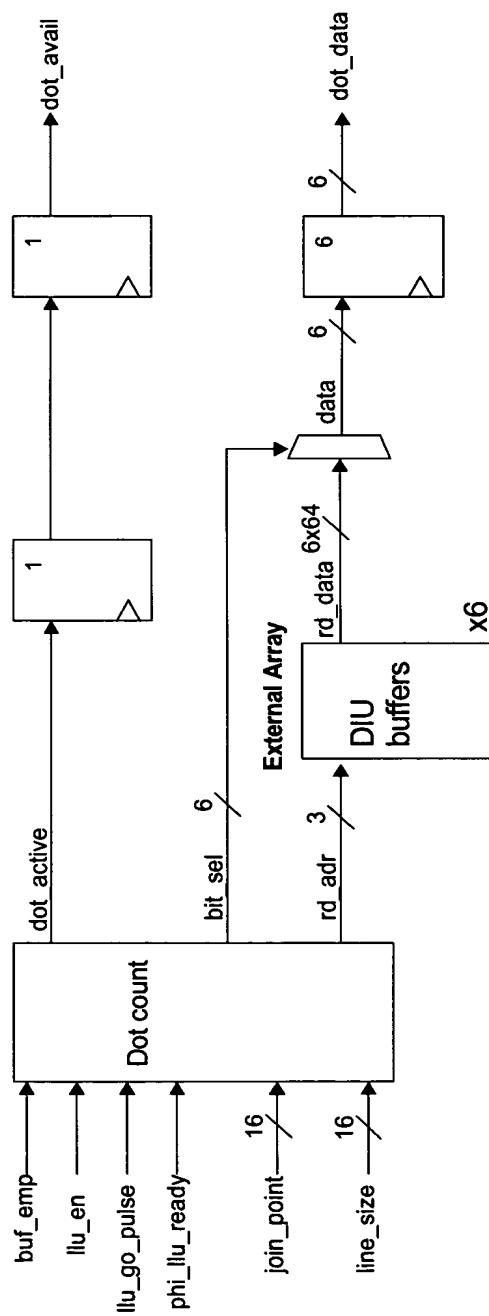 buf_emp
llu_en
llu_go_pulse
phi_llu_ready
join_point
16
line_size
16
Dot count
dot_active
bit_sel
6
rd_adr
3
External Array
DIU
buffers
x6
rd_data
6x64
data
6
1
1
6
6
dot_avail
dot_data